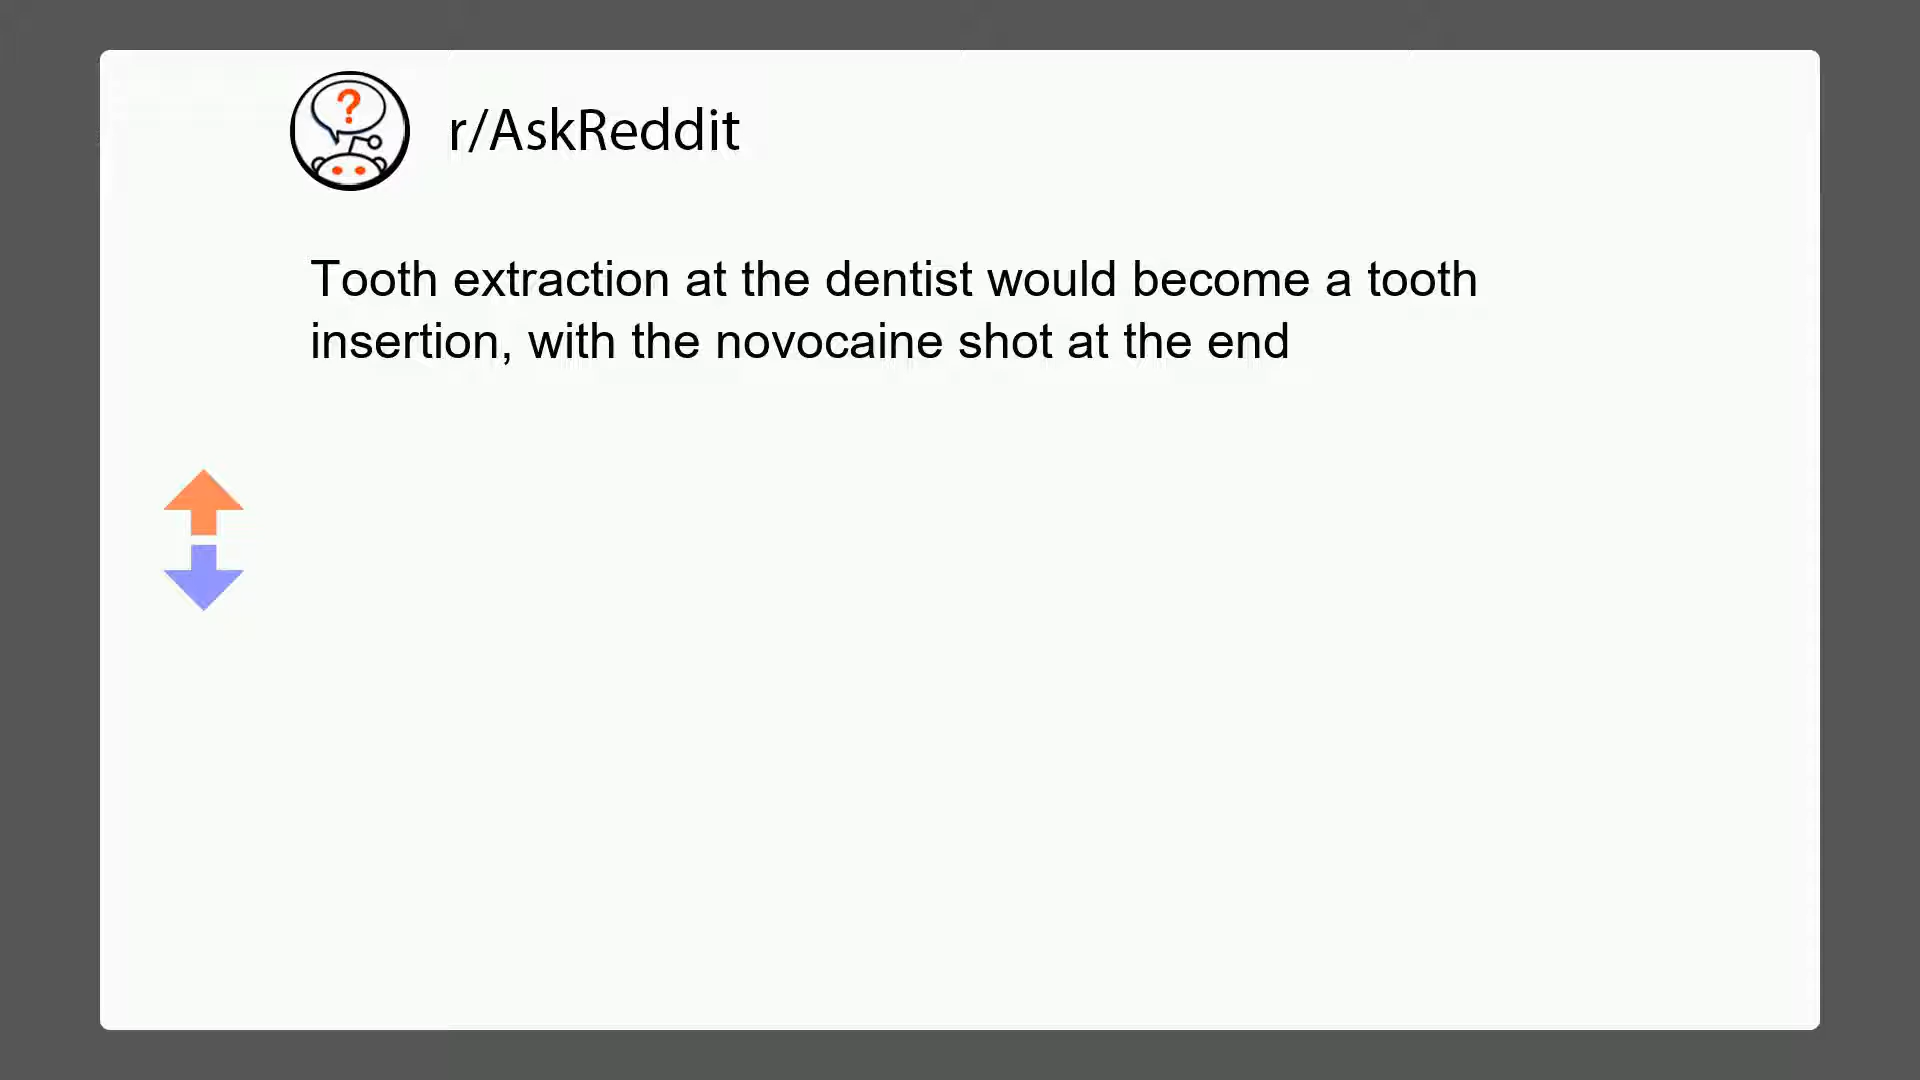 r/AskReddit
Tooth extraction at the dentist would become a tooth
insertion, with the novocaine shot at the end